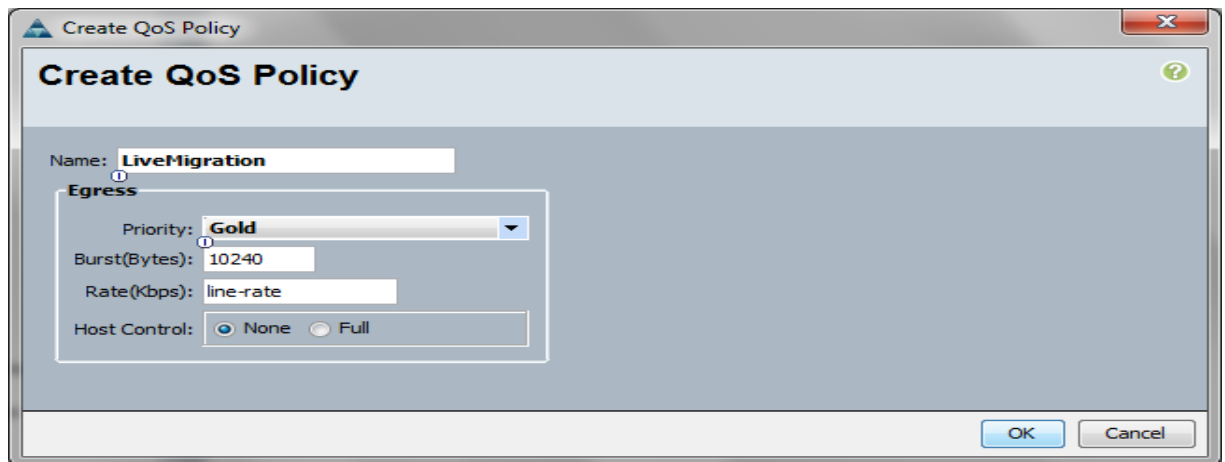 Create QoS Policy
Create QoS Policy
Name: LiveMigration
Egress
Priority: Gold
Burst(Bytes): 10240
Rate(Kbps): line-rate
Host Control: None Full
OK Cancel